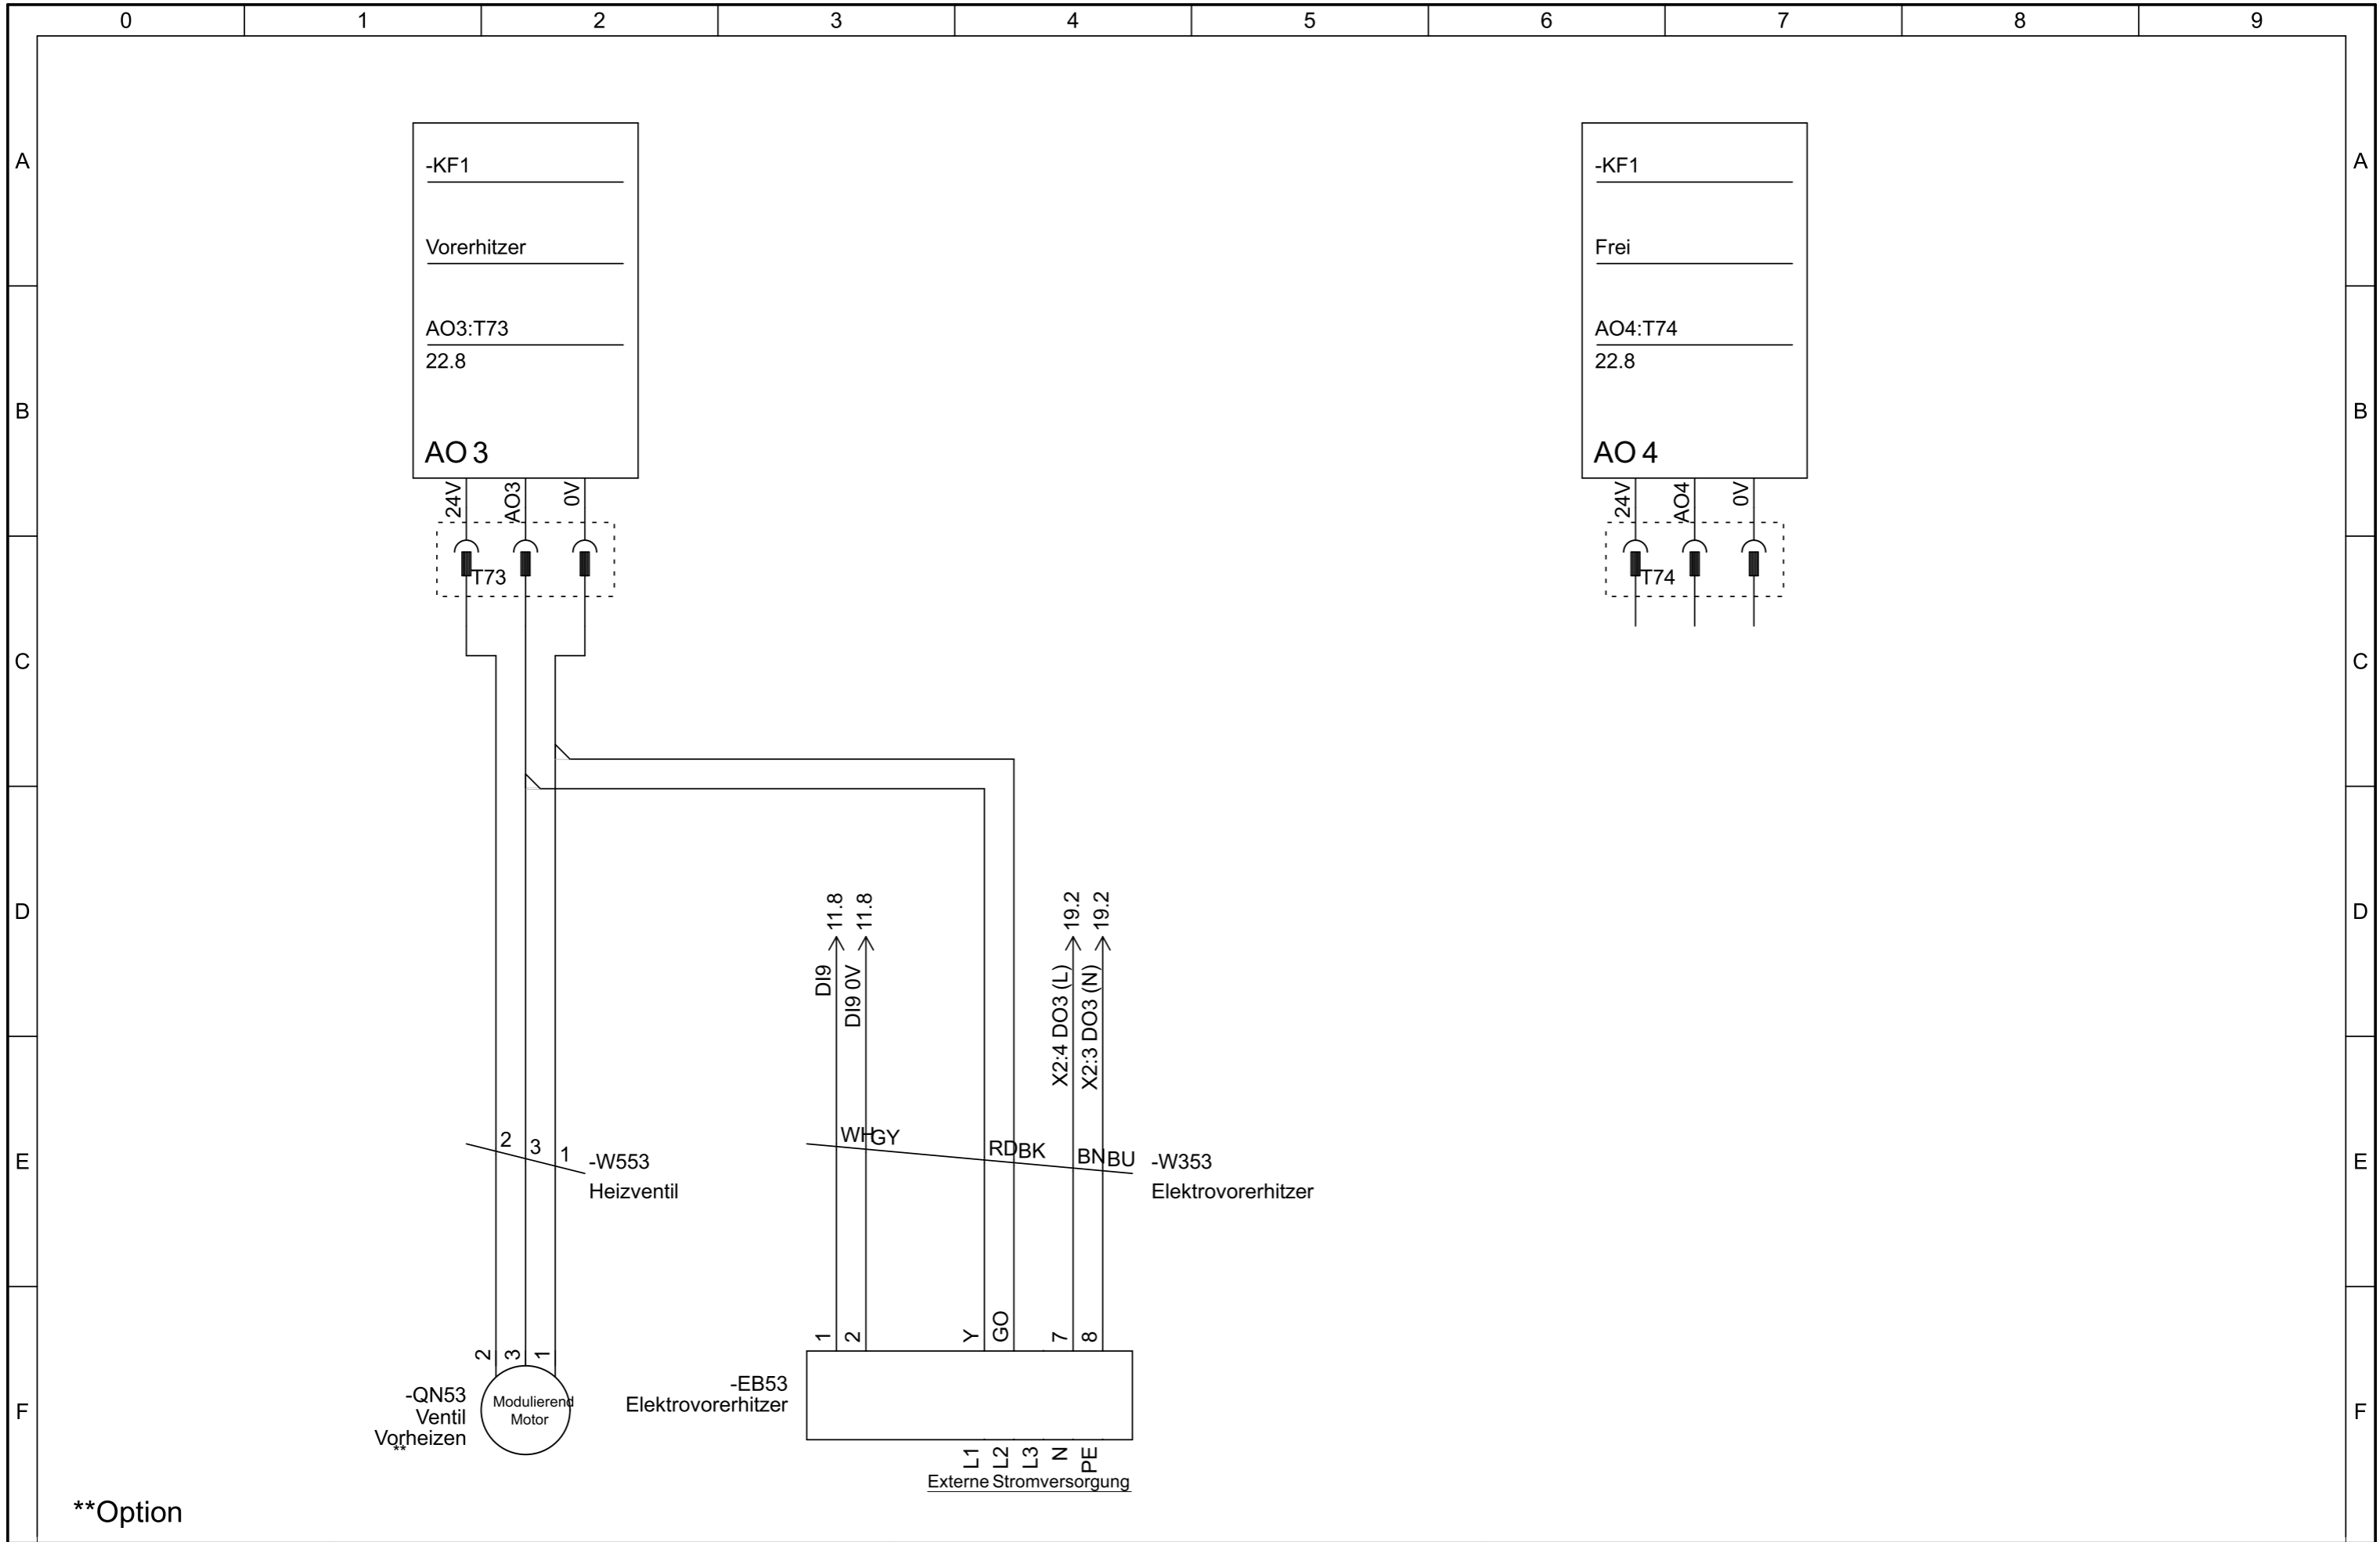 0 1 2 3 4 5 6 7 8 9
A A
-KF1
Vorerhitzer
AO3:T73
22.8
AO 3
24V AO3 0V
T73
-KF1
Frei
AO4:T74
22.8
AO 4
24V AO4 0V
T74
B B
C C
D D
11.8 11.8 19.2 19.2
DI9 DI9 0V X2:4 DO3 (L) X2:3 DO3 (N)
E E
2 3 1 -W553
Heizventil
WH GY RD BK BN BU -W353
Elektrovorerhitzer
F F
2 3 1
-QN53
Ventil
Vorheizen
**
Modulierend
Motor
1 2 Y GO 7 8
-EB53
Elektrovorerhitzer
L1 L2 L3 N PE
Externe Stromversorgung
**Option